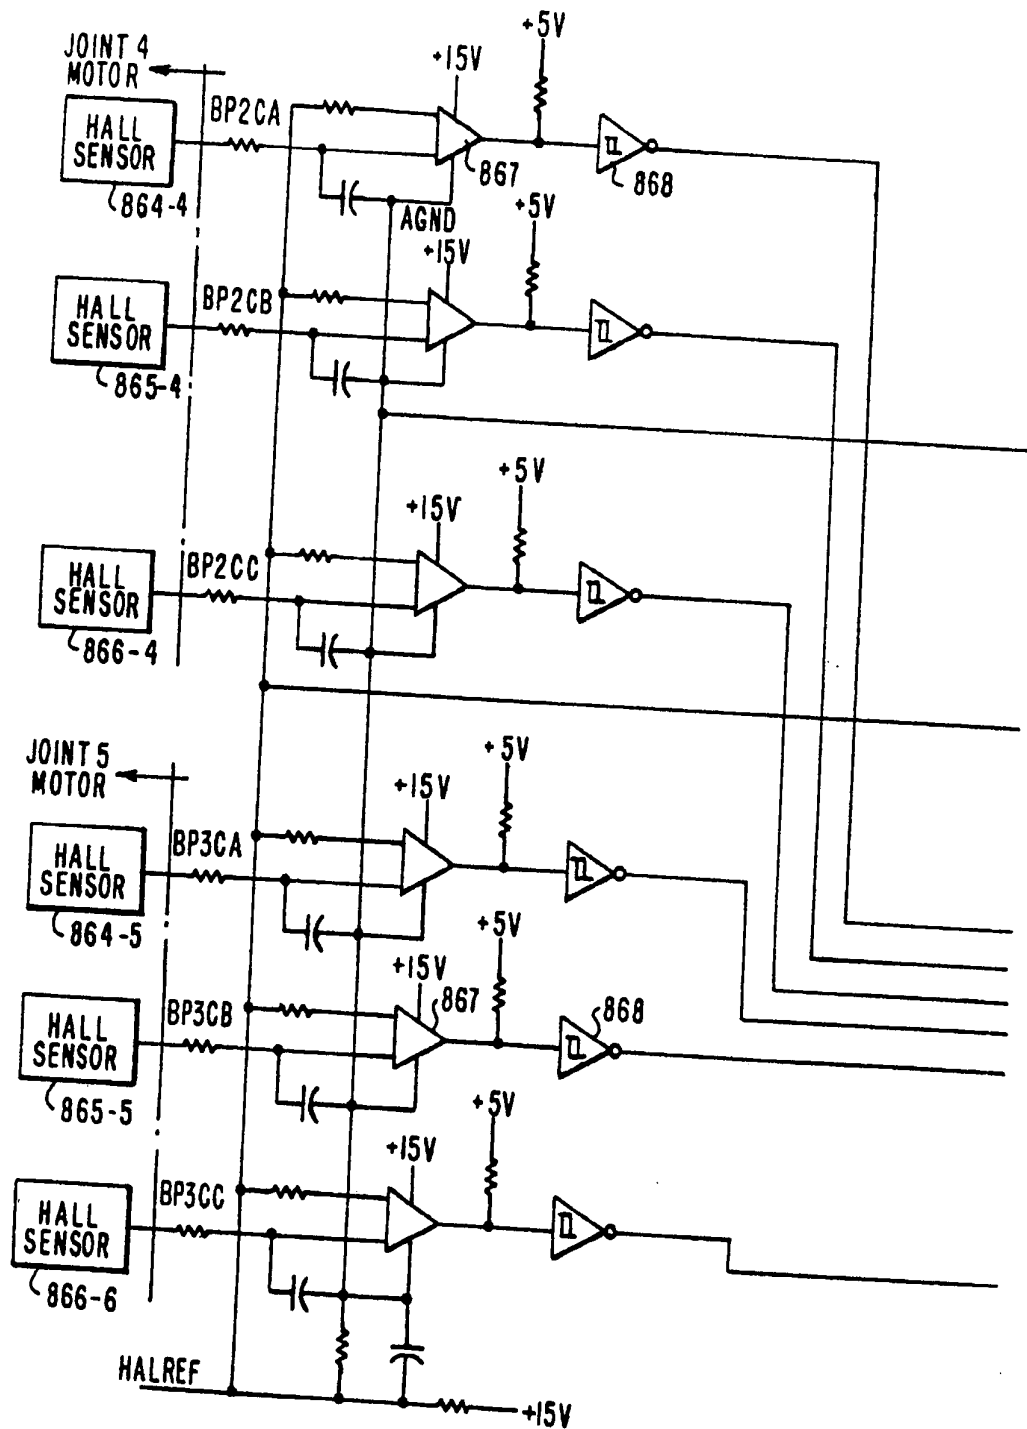 +5V
JOINT 4
MOTOR
+15V
HALL
SENSOR
BP2CA
867
868
864-4
AGND
+5V
+15V
HALL
SENSOR
BP2CB
865-4
+5V
+15V
HALL
SENSOR
BP2CC
866-4
+5V
JOINT 5
MOTOR
+15V
HALL
SENSOR
BP3CA
864-5
+5V
+15V
867
868
HALL
SENSOR
BP3CB
865-5
+5V
+15V
HALL
SENSOR
BP3CC
866-6
HALREF
+15V